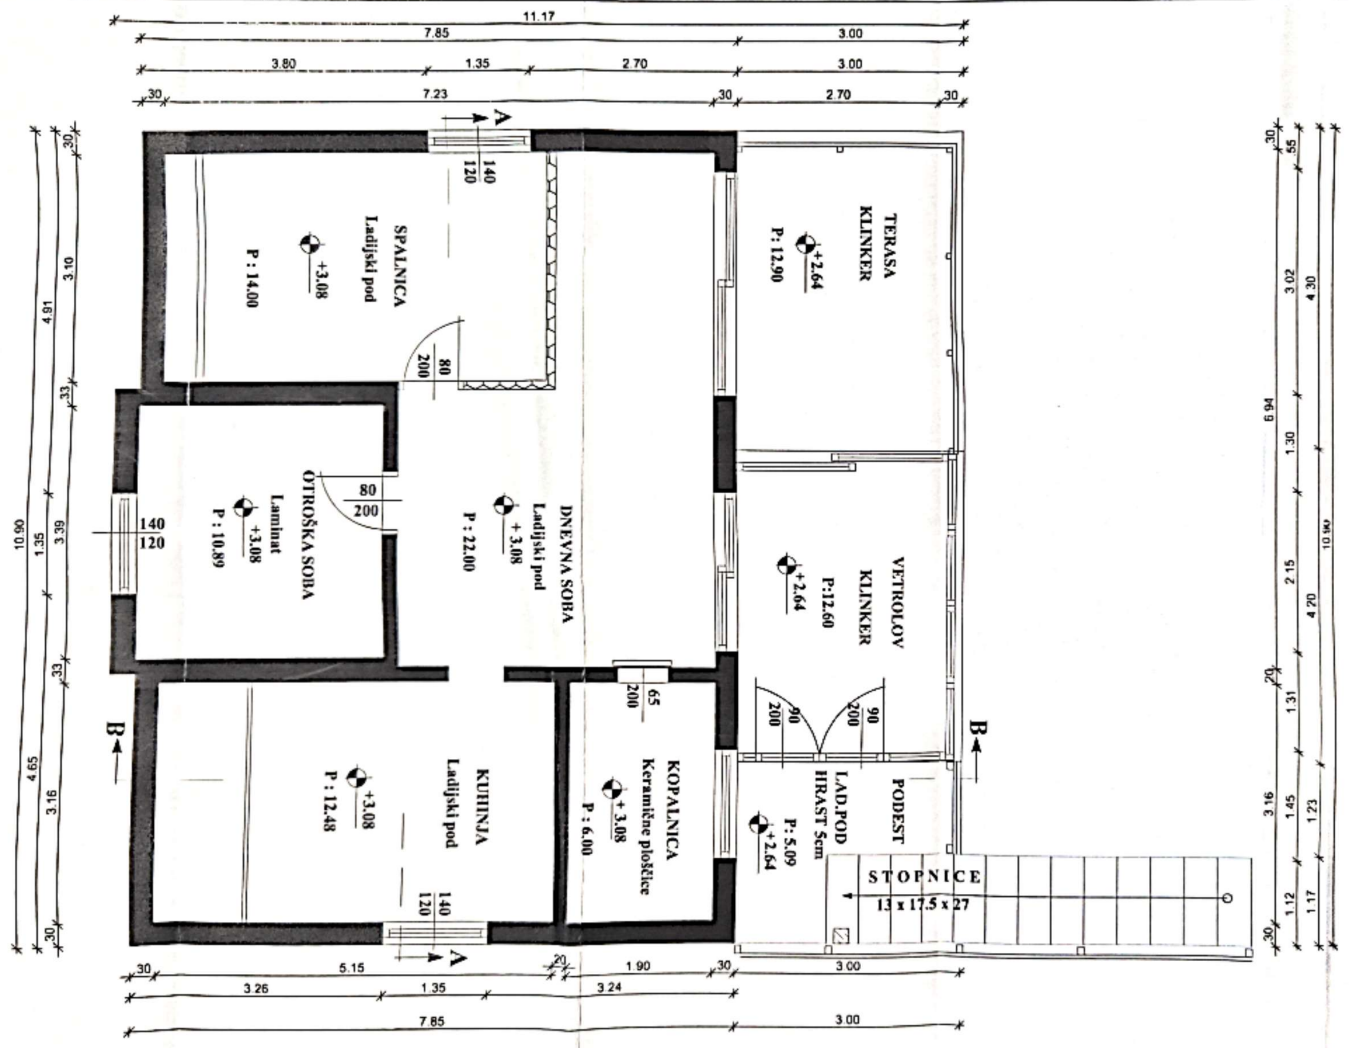 11.17
7.85
3.00
3.80
1.35
2.70
3.00
30
7.23
30
2.70
30
A
140
120
SPALNICA
Ladijski pod
+3.08
P : 14.00
80
200
TERASA
KLINKER
+2.64
P: 12.90
OTROŠKA SOBA
Laminat
+3.08
P : 10.89
80
200
140
120
DNEVNA SOBA
Ladijski pod
+ 3.08
P : 22.00
VETROLOV
KLINKER
P:12.60
+2.64
90
200
90
200
65
200
B
B
KUHINJA
Ladijski pod
+3.08
P : 12.48
140
120
A
KOPALNICA
Keramične ploščice
+ 3.08
P : 6.00
PODEST
LAD.POD
HRAST 5cm
P: 5.09
+2.64
STOPNICE
13 x 17.5 x 27
30
3.10
33
3.39
33
3.16
30
4.91
1.35
4.65
10.90
30
6.94
20
3.16
30
55
3.02
1.30
2.15
1.31
1.45
1.12
4.30
4.20
1.23
1.17
10.90
30
5.15
20
1.90
30
3.00
3.26
1.35
3.24
7.85
3.00